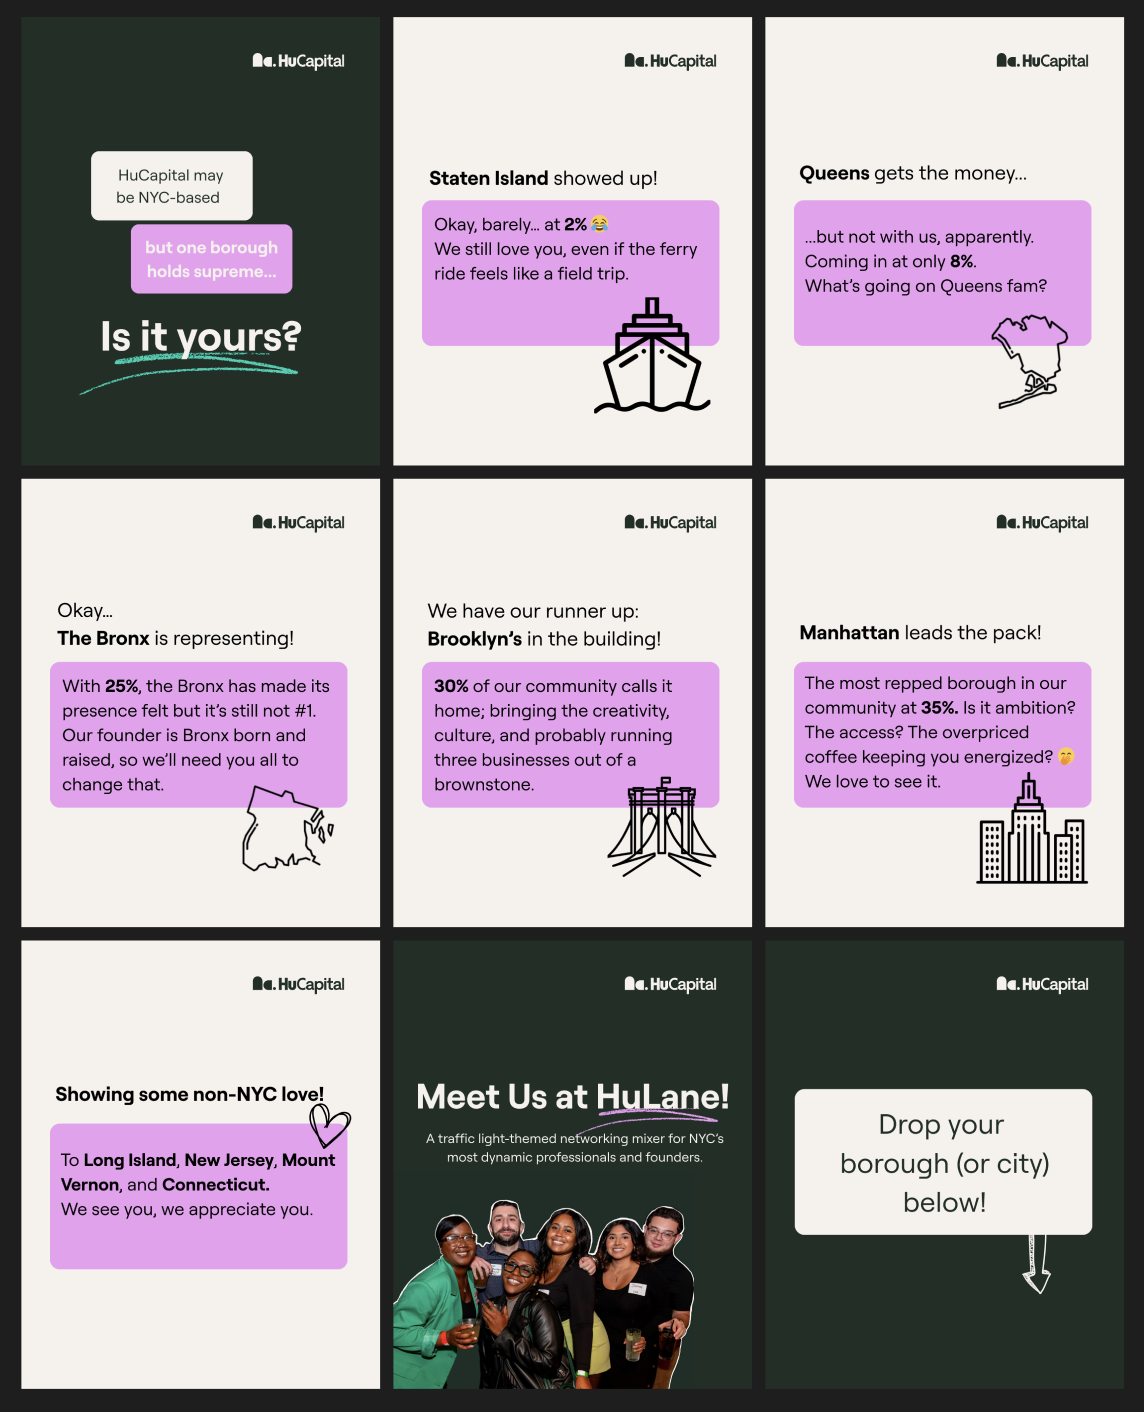 HuCapital
HuCapital may
be NYC-based
but one borough
holds supreme...
Is it yours?
HuCapital
Staten Island showed up!
Okay, barely... at 2% 😂
We still love you, even if the ferry
ride feels like a field trip.
HuCapital
Queens gets the money...
...but not with us, apparently.
Coming in at only 8%.
What's going on Queens fam?
HuCapital
Okay...
The Bronx is representing!
With 25%, the Bronx has made its
presence felt but it's still not #1.
Our founder is Bronx born and
raised, so we'll need you all to
change that.
HuCapital
We have our runner up:
Brooklyn's in the building!
30% of our community calls it
home; bringing the creativity,
culture, and probably running
three businesses out of a
brownstone.
HuCapital
Manhattan leads the pack!
The most repped borough in our
community at 35%. Is it ambition?
The access? The overpriced
coffee keeping you energized? 🤭
We love to see it.
HuCapital
Showing some non-NYC love!
To Long Island, New Jersey, Mount
Vernon, and Connecticut.
We see you, we appreciate you.
HuCapital
Meet Us at HuLane!
A traffic light-themed networking mixer for NYC's
most dynamic professionals and founders.
HuCapital
Drop your
borough (or city)
below!